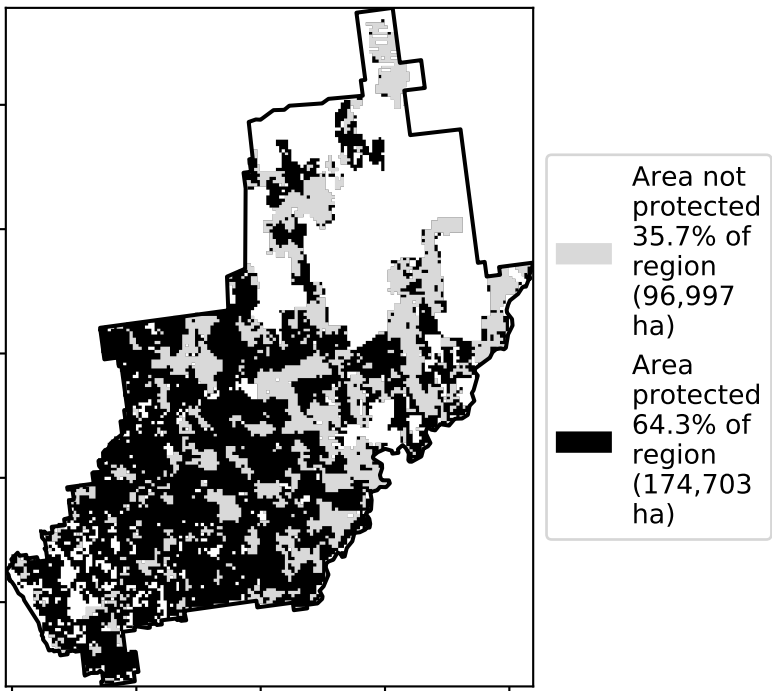 Area not
protected
35.7% of
region
(96,997
ha)
Area
protected
64.3% of
region
(174,703
ha)